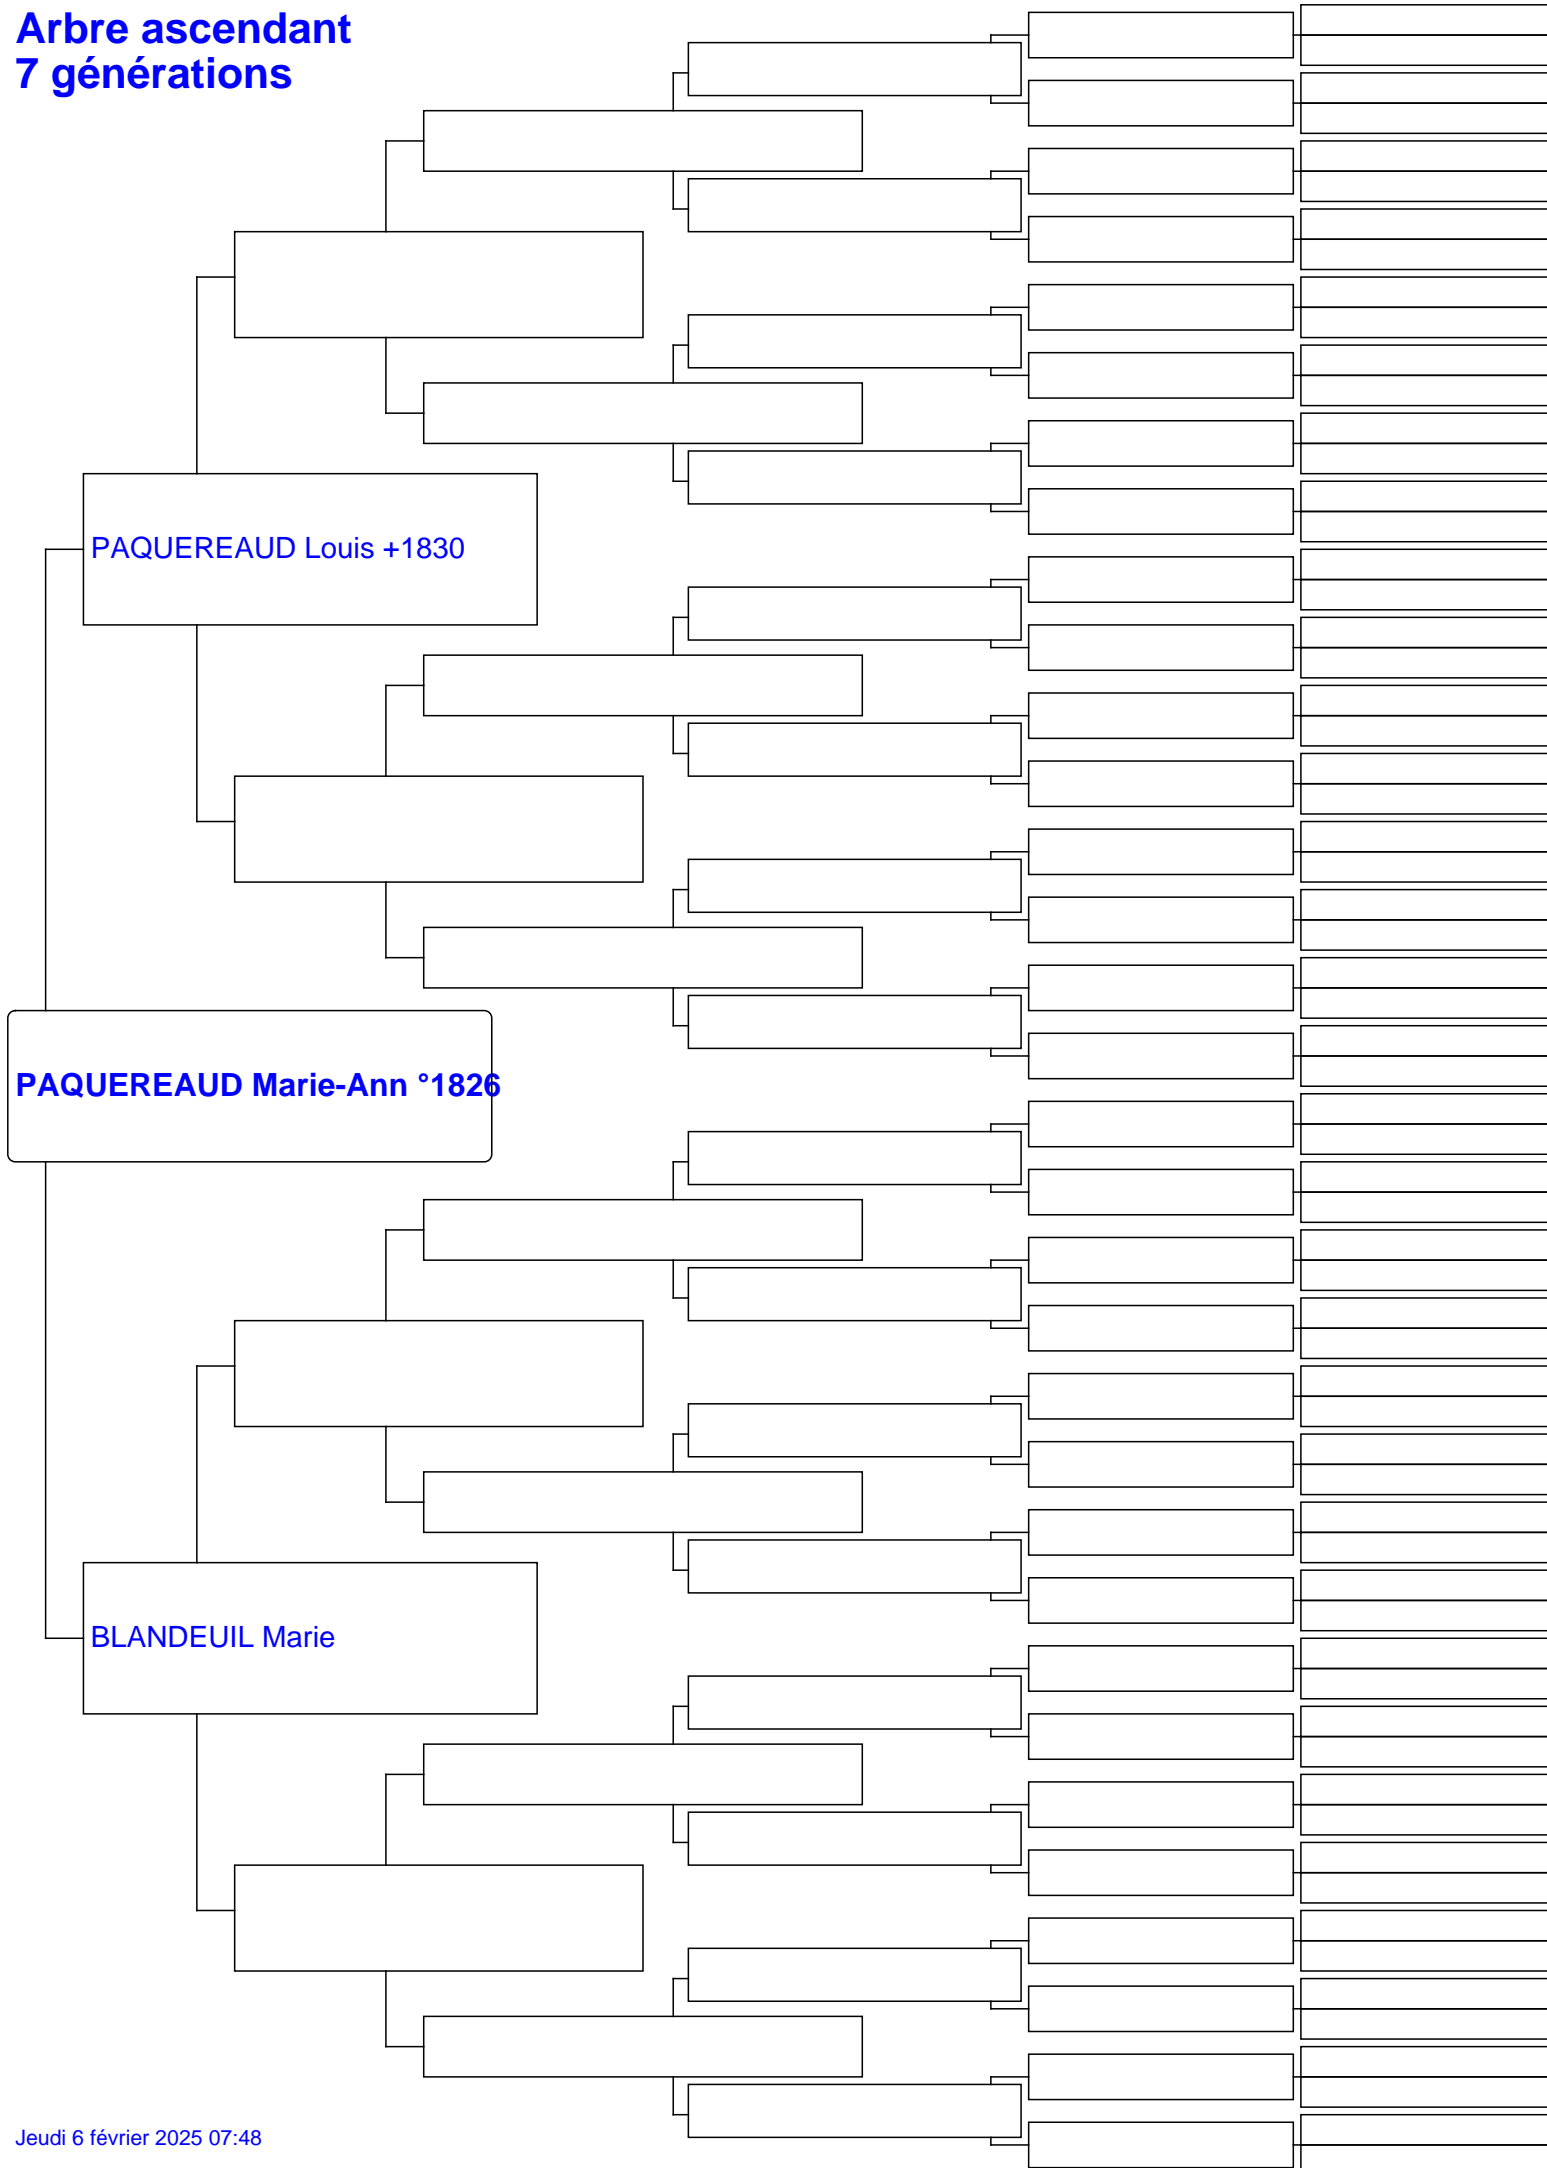 Arbre ascendant
7 générations
PAQUEREAUD Louis +1830
PAQUEREAUD Marie-Ann °1826
BLANDEUIL Marie
Jeudi 6 février 2025 07:48